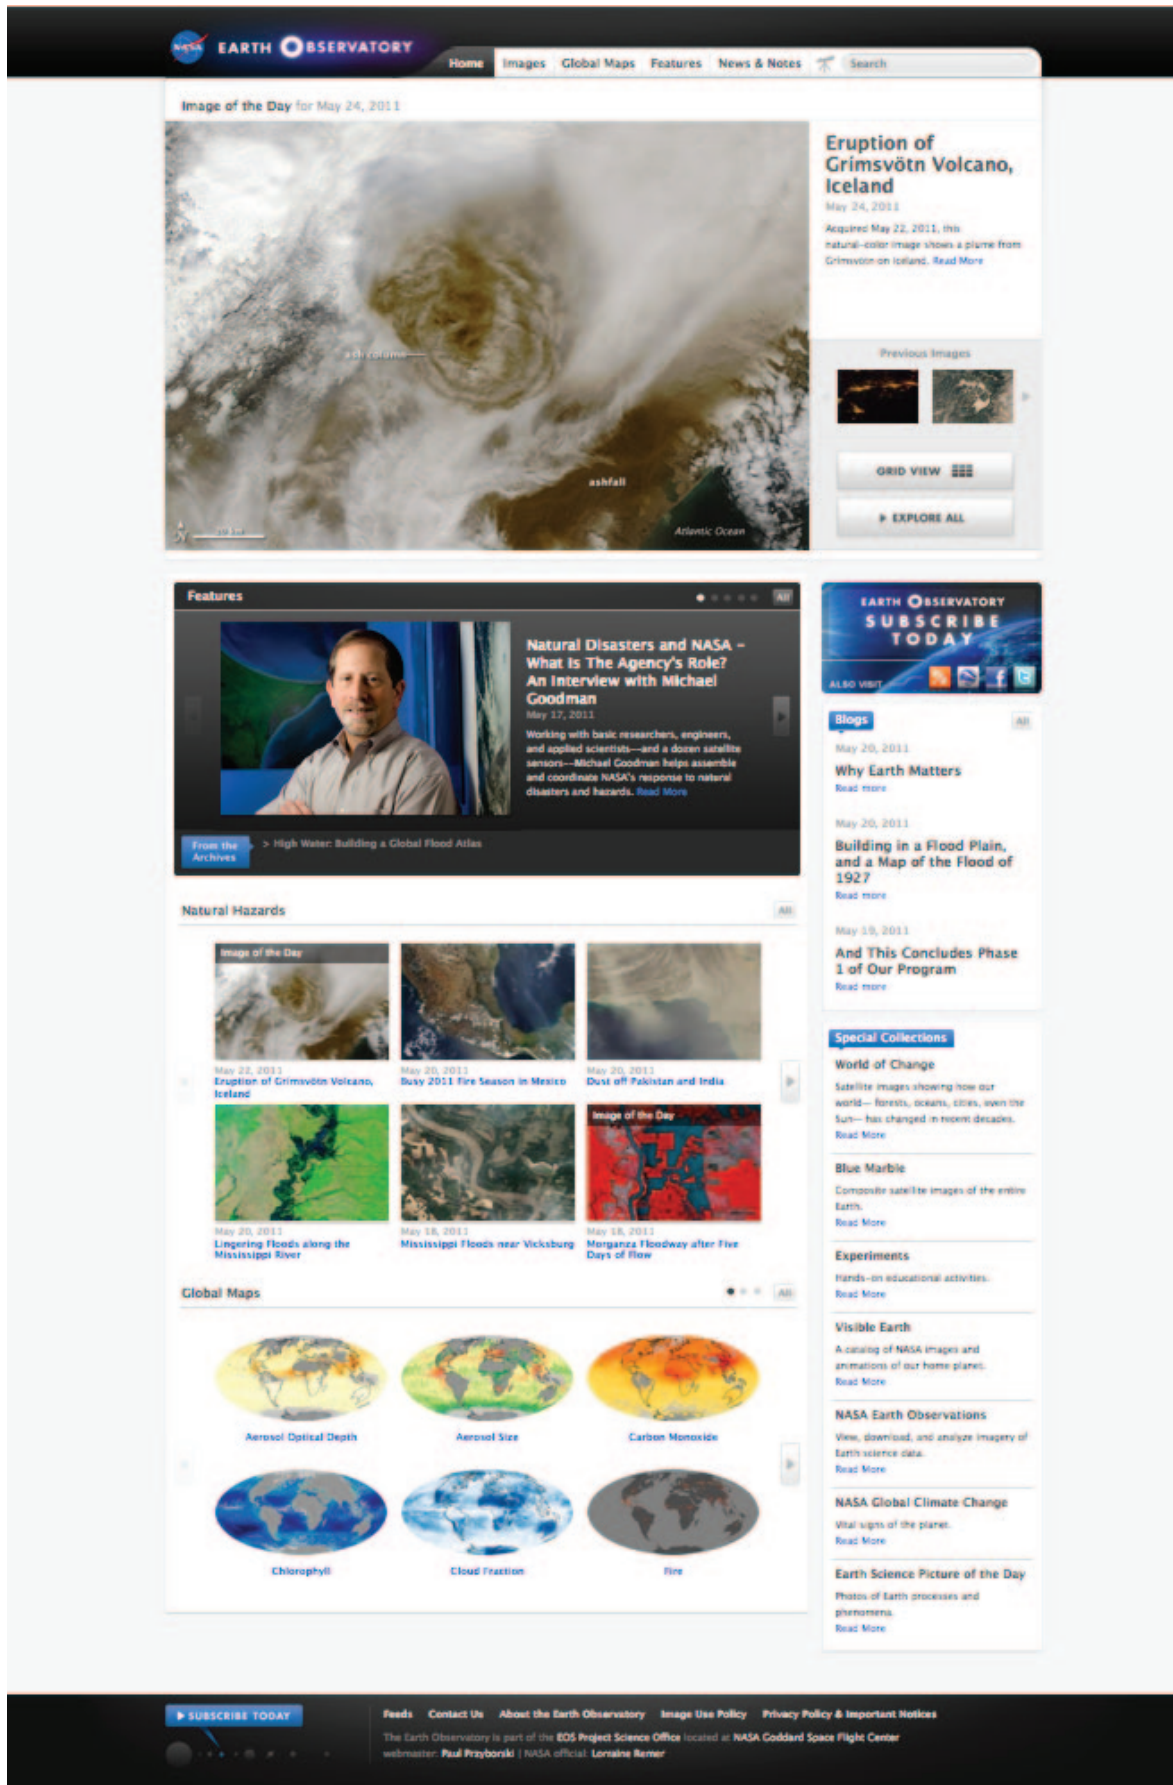 NASA
EARTH OBSERVATORY
Home Images Global Maps Features News & Notes Search
Image of the Day for May 24, 2011
ash column
ashfall
Atlantic Ocean
N
Eruption of
Grímsvötn Volcano,
Iceland
May 24, 2011
Acquired May 22, 2011, this
natural-color image shows a plume from
Grímsvötn on Iceland. Read More
Previous Images
GRID VIEW
EXPLORE ALL
Features All
Natural Disasters and NASA –
What Is The Agency's Role?
An Interview with Michael
Goodman
May 17, 2011
Working with basic researchers, engineers,
and applied scientists—and a dozen satellite
sensors—Michael Goodman helps assemble
and coordinate NASA's response to natural
disasters and hazards. Read More
From the
Archives
> High Water: Building a Global Flood Atlas
EARTH OBSERVATORY
SUBSCRIBE
TODAY
ALSO VISIT
Blogs All
May 20, 2011
Why Earth Matters
Read more
May 20, 2011
Building in a Flood Plain,
and a Map of the Flood of
1927
Read more
May 19, 2011
And This Concludes Phase
1 of Our Program
Read more
Natural Hazards All
Image of the Day
May 22, 2011
Eruption of Grímsvötn Volcano,
Iceland
May 20, 2011
Busy 2011 Fire Season in Mexico
May 20, 2011
Dust off Pakistan and India
May 20, 2011
Lingering Floods along the
Mississippi River
May 18, 2011
Mississippi Floods near Vicksburg
Image of the Day
May 18, 2011
Morganza Floodway after Five
Days of Flow
Global Maps All
Aerosol Optical Depth
Aerosol Size
Carbon Monoxide
Chlorophyll
Cloud Fraction
Fire
Special Collections
World of Change
Satellite images showing how our
world— forests, oceans, cities, even the
Sun— has changed in recent decades.
Read More
Blue Marble
Composite satellite images of the entire
Earth.
Read More
Experiments
Hands-on educational activities.
Read More
Visible Earth
A catalog of NASA images and
animations of our home planet.
Read More
NASA Earth Observations
View, download, and analyze imagery of
Earth science data.
Read More
NASA Global Climate Change
Vital signs of the planet.
Read More
Earth Science Picture of the Day
Photos of Earth processes and
phenomena.
Read More
SUBSCRIBE TODAY
Feeds Contact Us About the Earth Observatory Image Use Policy Privacy Policy & Important Notices
The Earth Observatory is part of the EOS Project Science Office located at NASA Goddard Space Flight Center
webmaster: Paul Przyborski | NASA official: Lorraine Remer